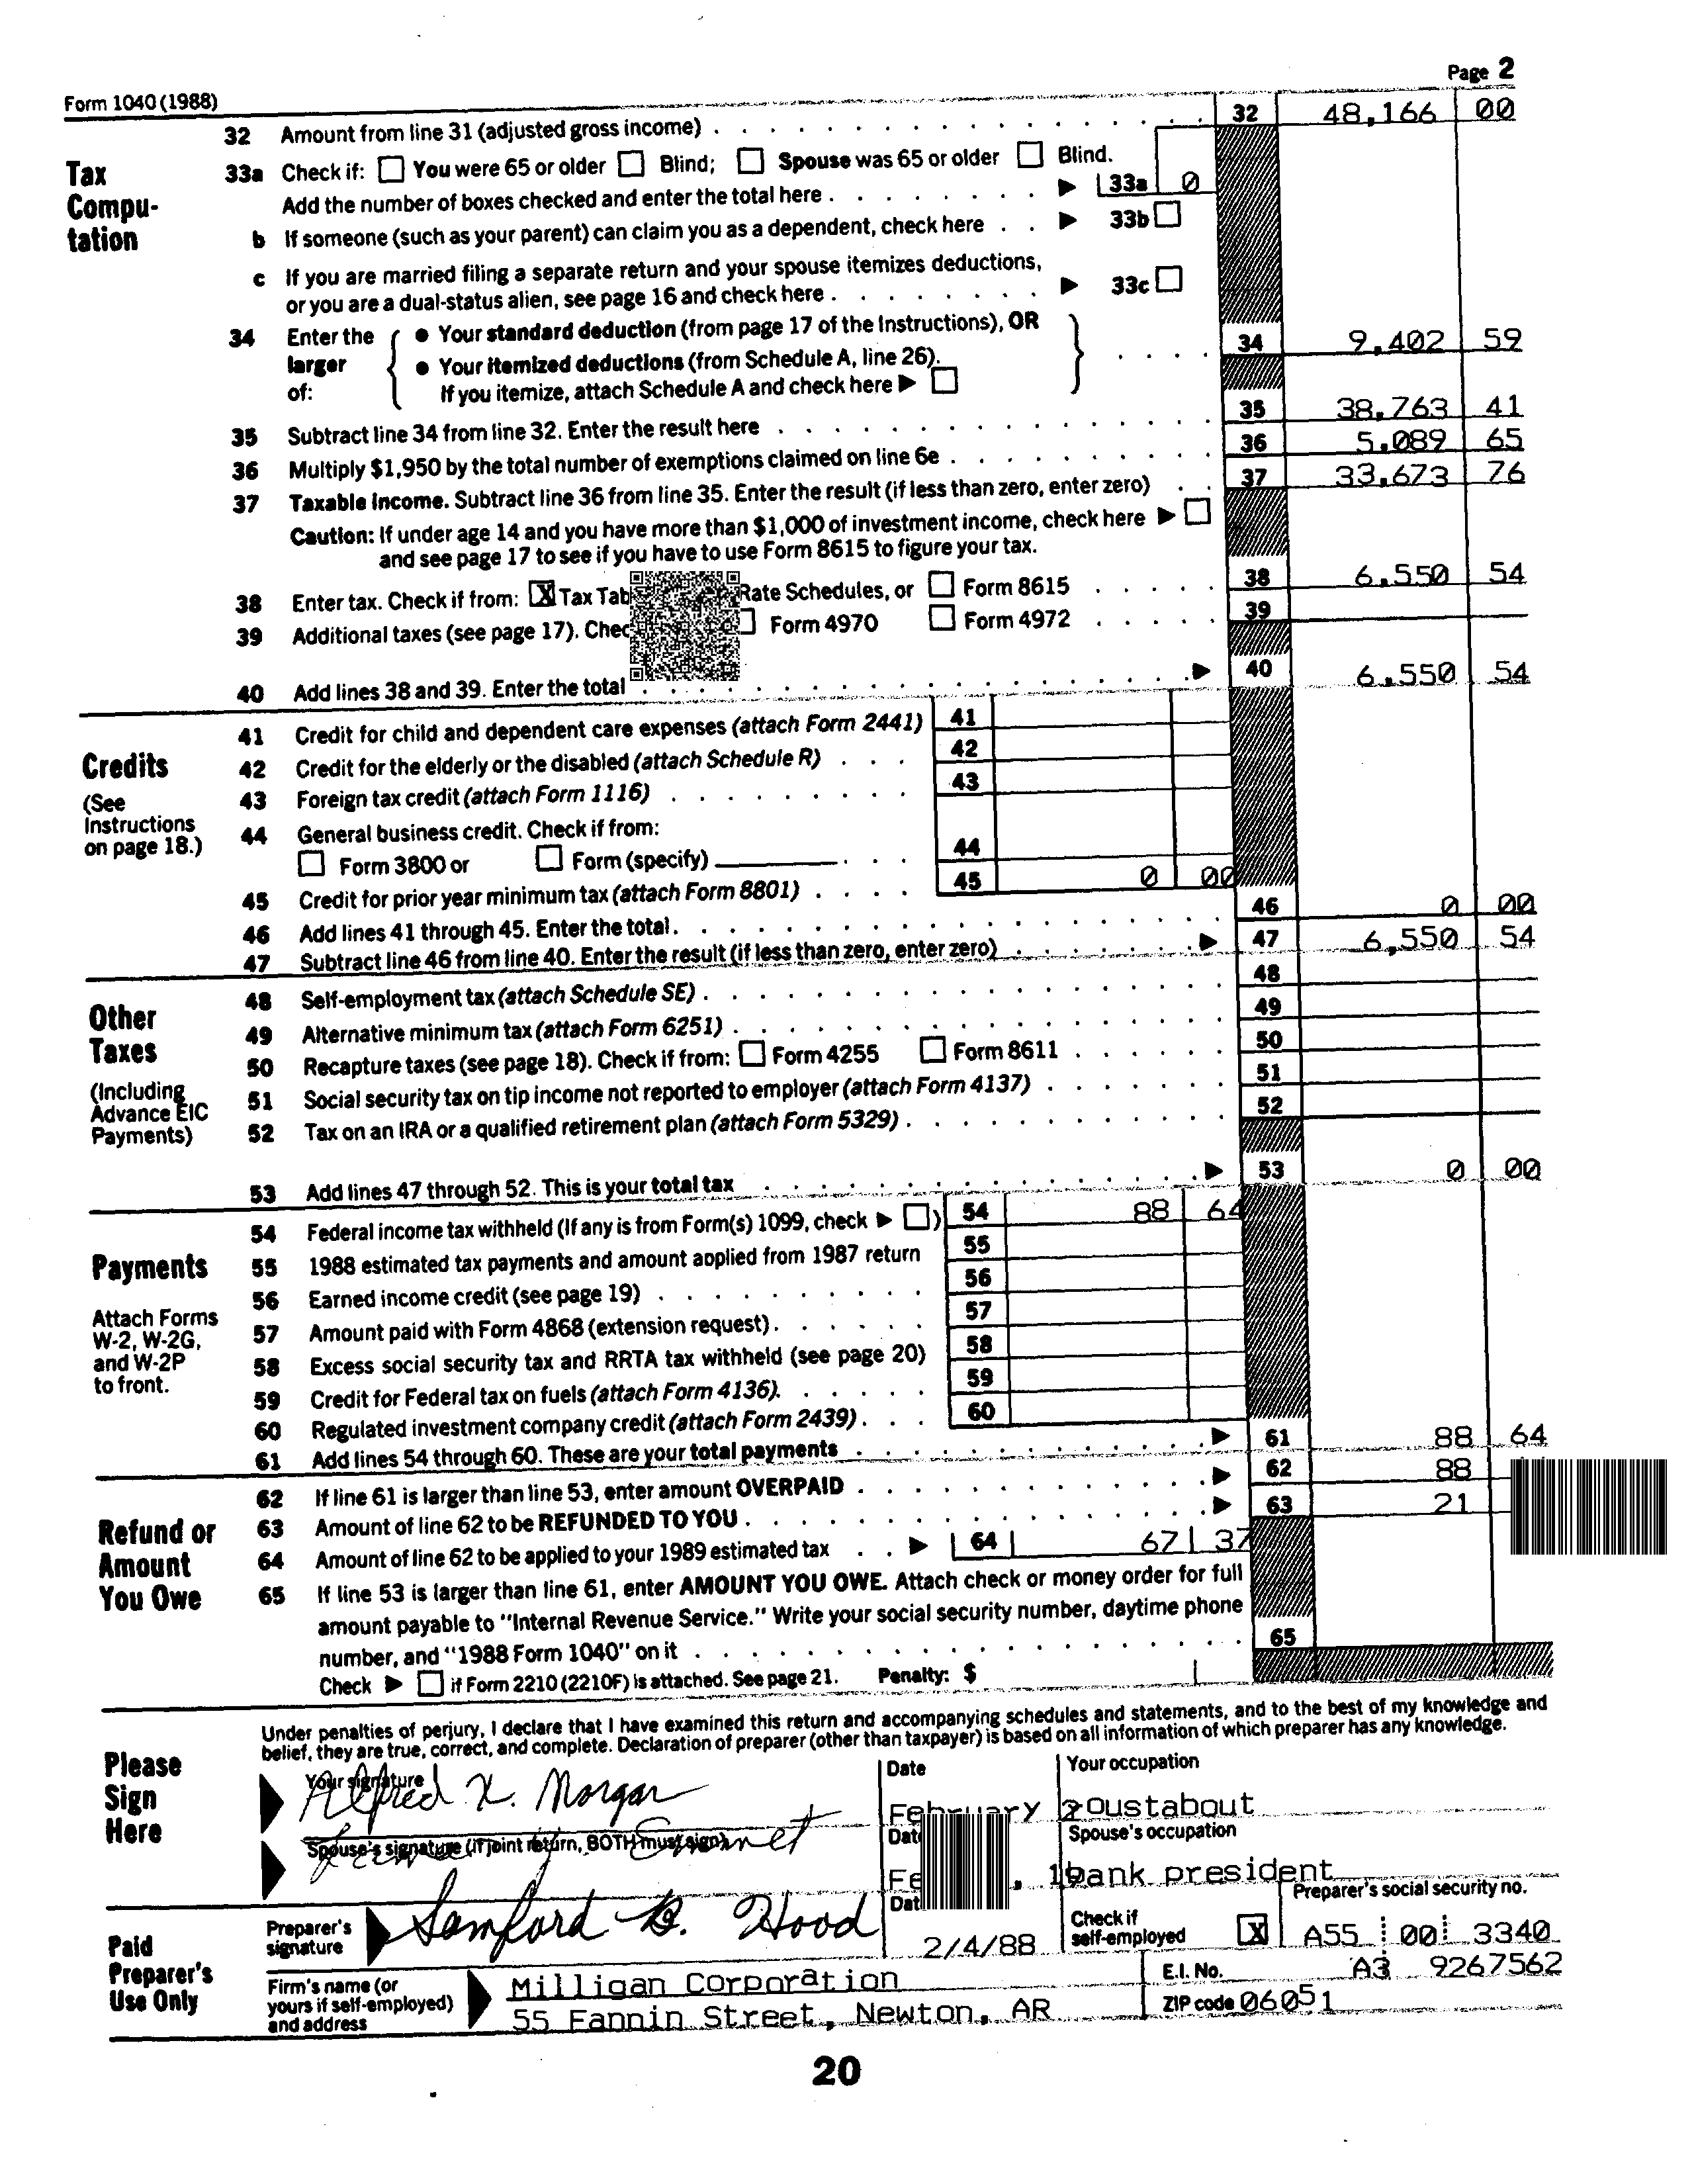 Page 2
Form 1040 (1988)
32 Amount from line 31 (adjusted gross income) 32 48,166 00
Tax Compu-tation
33a Check if: You were 65 or older Blind; Spouse was 65 or older Blind.
Add the number of boxes checked and enter the total here 33a 0
b If someone (such as your parent) can claim you as a dependent, check here 33b
c If you are married filing a separate return and your spouse itemizes deductions,
or you are a dual-status alien, see page 16 and check here 33c
34 Enter the larger of:
● Your standard deduction (from page 17 of the Instructions), OR
● Your itemized deductions (from Schedule A, line 26).
If you itemize, attach Schedule A and check here
34 9,402 59
35 Subtract line 34 from line 32. Enter the result here 35 38,763 41
36 Multiply $1,950 by the total number of exemptions claimed on line 6e 36 5,089 65
37 Taxable income. Subtract line 36 from line 35. Enter the result (if less than zero, enter zero) 37 33,673 76
Caution: If under age 14 and you have more than $1,000 of investment income, check here
and see page 17 to see if you have to use Form 8615 to figure your tax.
38 Enter tax. Check if from: X Tax Tab Rate Schedules, or Form 8615 38 6,550 54
39 Additional taxes (see page 17). Chec Form 4970 Form 4972 39
40 Add lines 38 and 39. Enter the total 40 6,550 54
Credits
(See Instructions on page 18.)
41 Credit for child and dependent care expenses (attach Form 2441) 41
42 Credit for the elderly or the disabled (attach Schedule R) 42
43 Foreign tax credit (attach Form 1116) 43
44 General business credit. Check if from:
Form 3800 or Form (specify) 44
45 Credit for prior year minimum tax (attach Form 8801) 45 0 00
46 Add lines 41 through 45. Enter the total. 46 0 00
47 Subtract line 46 from line 40. Enter the result (if less than zero, enter zero) 47 6,550 54
Other Taxes
(Including Advance EIC Payments)
48 Self-employment tax (attach Schedule SE) 48
49 Alternative minimum tax (attach Form 6251) 49
50 Recapture taxes (see page 18). Check if from: Form 4255 Form 8611 50
51 Social security tax on tip income not reported to employer (attach Form 4137) 51
52 Tax on an IRA or a qualified retirement plan (attach Form 5329) 52
53 Add lines 47 through 52. This is your total tax 53 0 00
Payments
Attach Forms W-2, W-2G, and W-2P to front.
54 Federal income tax withheld (If any is from Form(s) 1099, check ) 54 88 64
55 1988 estimated tax payments and amount applied from 1987 return 55
56 Earned income credit (see page 19) 56
57 Amount paid with Form 4868 (extension request) 57
58 Excess social security tax and RRTA tax withheld (see page 20) 58
59 Credit for Federal tax on fuels (attach Form 4136). 59
60 Regulated investment company credit (attach Form 2439) 60
61 Add lines 54 through 60. These are your total payments 61 88 64
Refund or Amount You Owe
62 If line 61 is larger than line 53, enter amount OVERPAID 62 88
63 Amount of line 62 to be REFUNDED TO YOU 63 21
64 Amount of line 62 to be applied to your 1989 estimated tax 64 67 37
65 If line 53 is larger than line 61, enter AMOUNT YOU OWE. Attach check or money order for full
amount payable to "Internal Revenue Service." Write your social security number, daytime phone
number, and "1988 Form 1040" on it 65
Check if Form 2210 (2210F) is attached. See page 21. Penalty: $
Please Sign Here
Under penalties of perjury, I declare that I have examined this return and accompanying schedules and statements, and to the best of my knowledge and
belief, they are true, correct, and complete. Declaration of preparer (other than taxpayer) is based on all information of which preparer has any knowledge.
Your signature Date Your occupation
Alfred X. Morgan February 2 roustabout
Spouse's signature (if joint return, BOTH must sign) Spouse's occupation
bank president
Paid Preparer's Use Only
Preparer's signature Samford B. Hood 2/4/88
Check if self-employed X
Preparer's social security no. A55 00 3340
Firm's name (or yours if self-employed) and address
Milligan Corporation E.I. No. A3 9267562
55 Fannin Street, Newton, AR ZIP code 06051
20